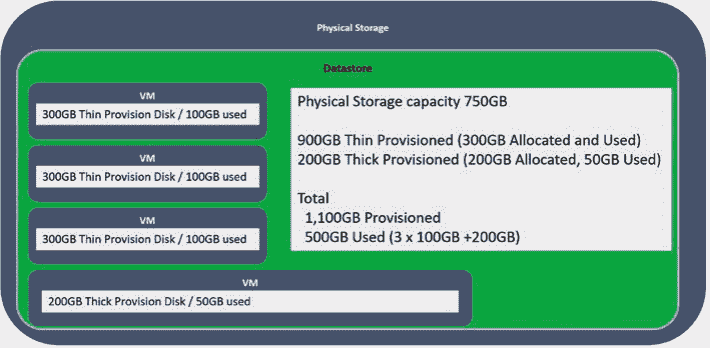 Physical Storage
Datastore
VM
300GB Thin Provision Disk / 100GB used
VM
300GB Thin Provision Disk / 100GB used
VM
300GB Thin Provision Disk / 100GB used
VM
200GB Thick Provision Disk / 50GB used
Physical Storage capacity 750GB
900GB Thin Provisioned (300GB Allocated and Used)
200GB Thick Provisioned (200GB Allocated, 50GB Used)
Total
1,100GB Provisioned
500GB Used (3 x 100GB +200GB)